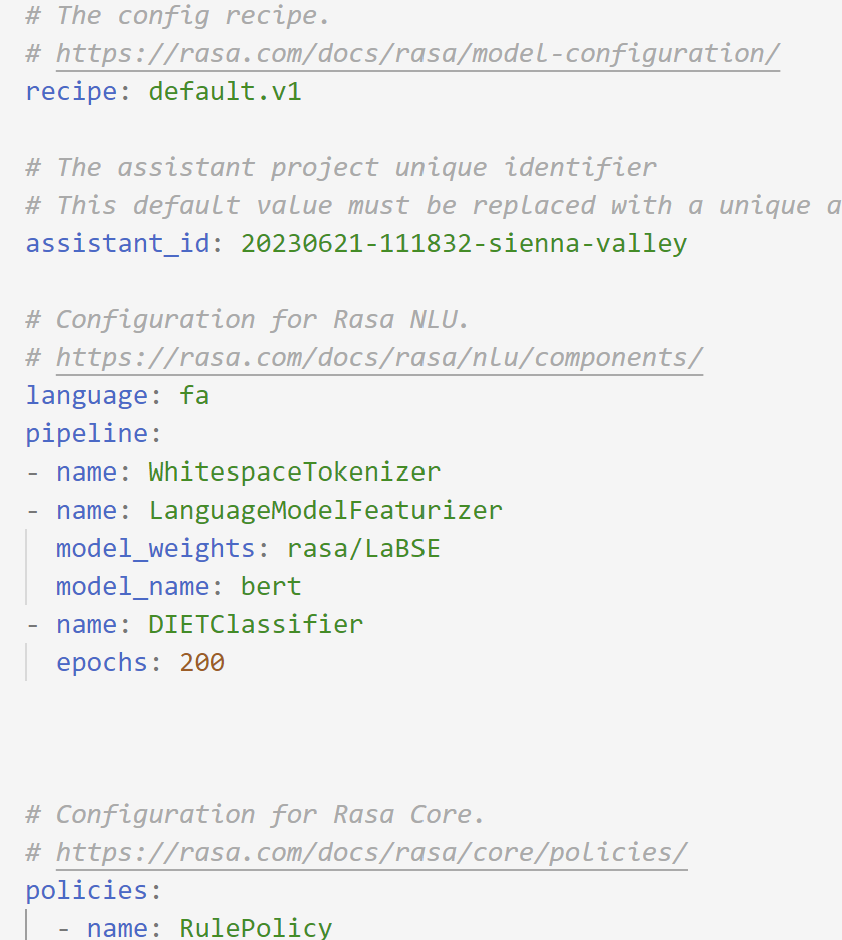 # The config recipe.
# https://rasa.com/docs/rasa/model-configuration/
recipe: default.v1
# The assistant project unique identifier
# This default value must be replaced with a unique a
assistant_id: 20230621-111832-sienna-valley
# Configuration for Rasa NLU.
# https://rasa.com/docs/rasa/nlu/components/
language: fa
pipeline:
- name: WhitespaceTokenizer
- name: LanguageModelFeaturizer
  model_weights: rasa/LaBSE
  model_name: bert
- name: DIETClassifier
  epochs: 200
# Configuration for Rasa Core.
# https://rasa.com/docs/rasa/core/policies/
policies:
  - name: RulePolicy